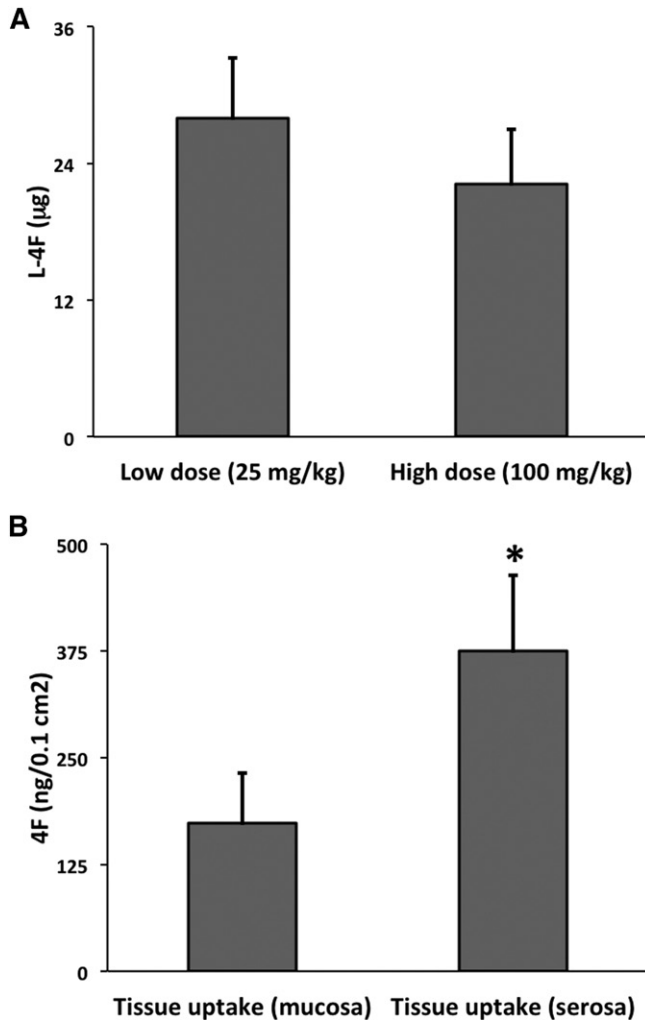 A
36
24
12
0
L-4F (µg)
Low dose (25 mg/kg) High dose (100 mg/kg)
B
500
375
250
125
0
4F (ng/0.1 cm2)
*
Tissue uptake (mucosa) Tissue uptake (serosa)